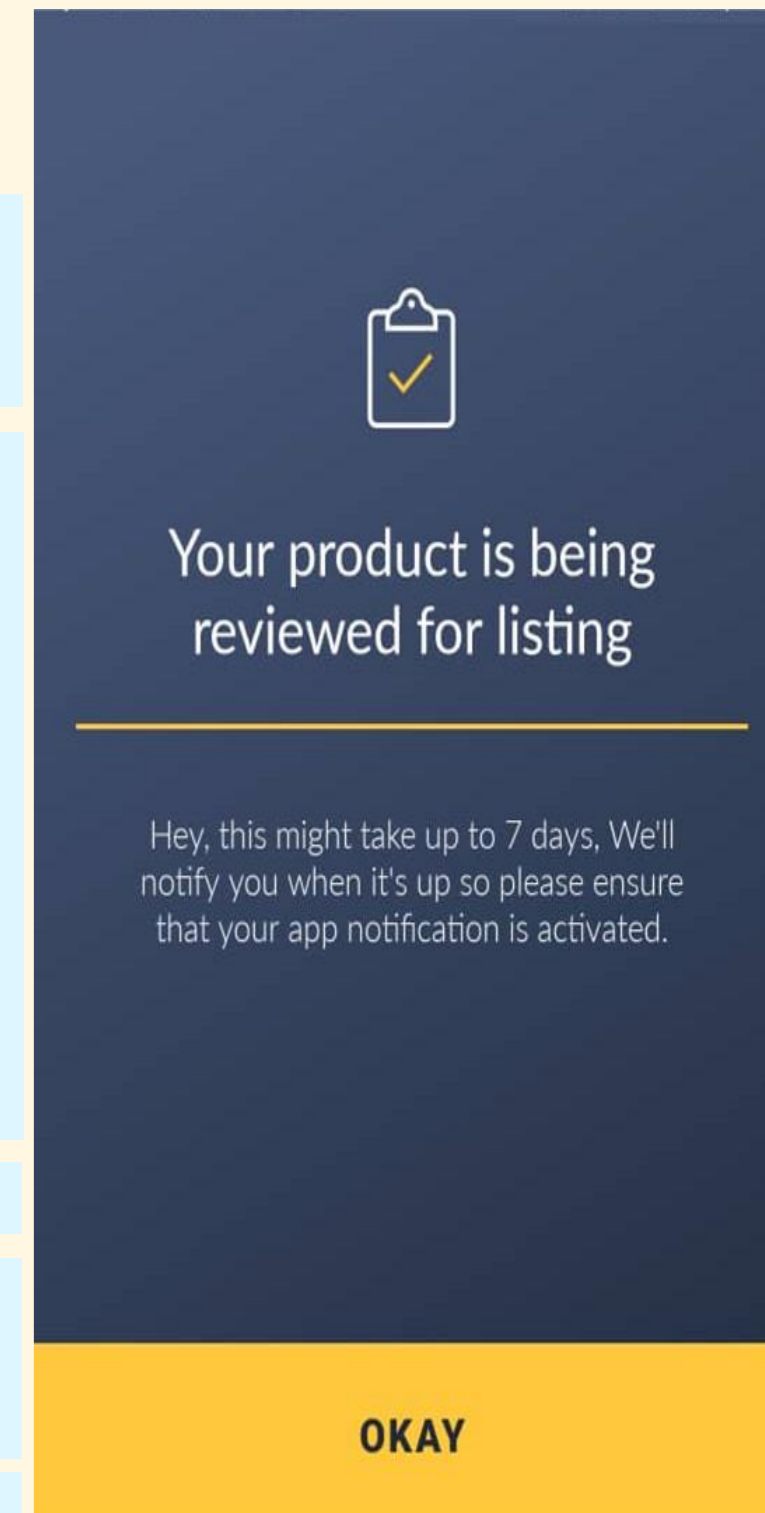 Your product is being
reviewed for listing
Hey, this might take up to 7 days, We'll
notify you when it's up so please ensure
that your app notification is activated.
OKAY